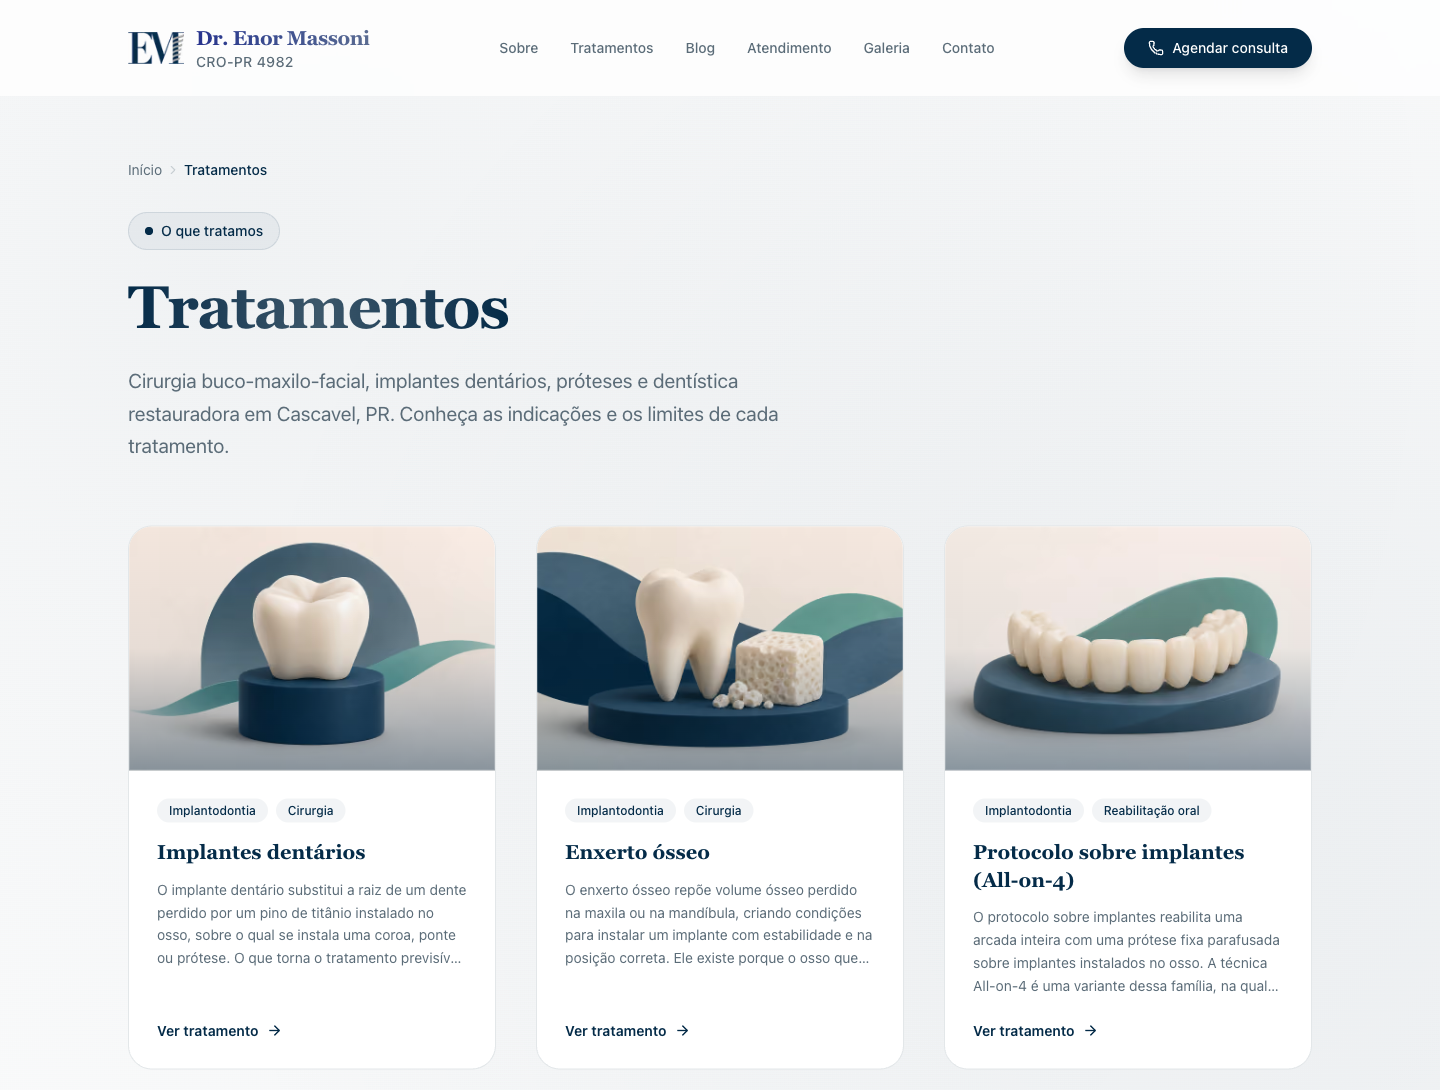 EM
Dr. Enor Massoni
CRO-PR 4982
Sobre
Tratamentos
Blog
Atendimento
Galeria
Contato
Agendar consulta
Início
Tratamentos
O que tratamos
Tratamentos
Cirurgia buco-maxilo-facial, implantes dentários, próteses e dentística
restauradora em Cascavel, PR. Conheça as indicações e os limites de cada
tratamento.
Implantodontia
Cirurgia
Implantes dentários
O implante dentário substitui a raiz de um dente
perdido por um pino de titânio instalado no
osso, sobre o qual se instala uma coroa, ponte
ou prótese. O que torna o tratamento previsív...
Ver tratamento
Implantodontia
Cirurgia
Enxerto ósseo
O enxerto ósseo repõe volume ósseo perdido
na maxila ou na mandíbula, criando condições
para instalar um implante com estabilidade e na
posição correta. Ele existe porque o osso que...
Ver tratamento
Implantodontia
Reabilitação oral
Protocolo sobre implantes
(All-on-4)
O protocolo sobre implantes reabilita uma
arcada inteira com uma prótese fixa parafusada
sobre implantes instalados no osso. A técnica
All-on-4 é uma variante dessa família, na qual...
Ver tratamento